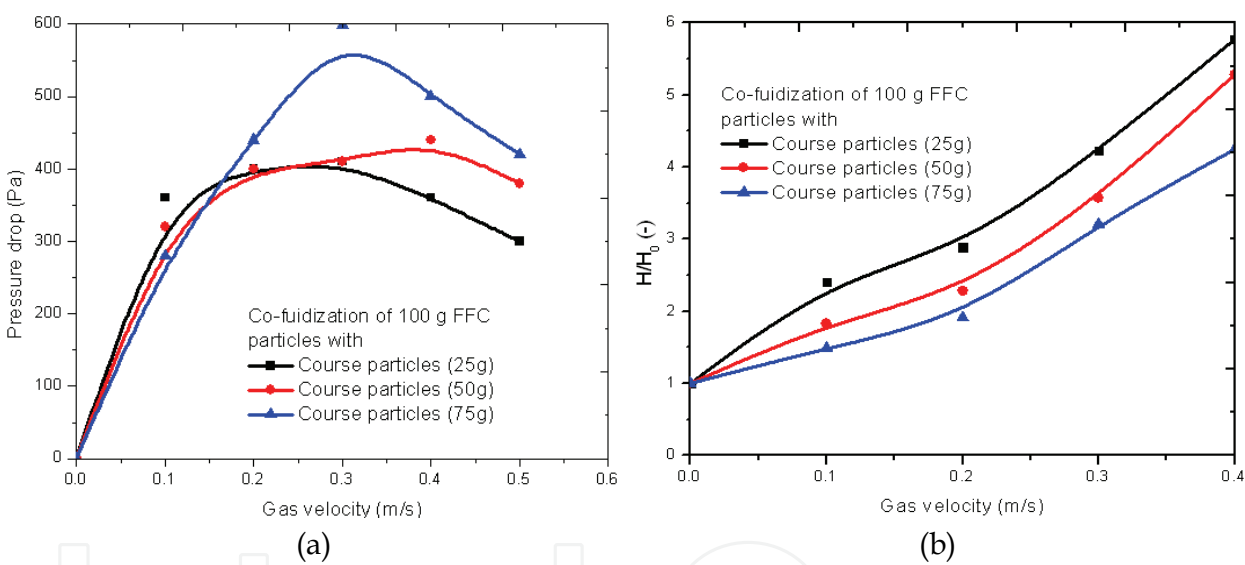 600
500
400
300
200
100
0
Pressure drop (Pa)
Co-fuidization of 100 g FFC
particles with
Course particles (25g)
Course particles (50g)
Course particles (75g)
0.0 0.1 0.2 0.3 0.4 0.5 0.6
Gas velocity (m/s)
(a)
6
5
4
3
2
1
0
H/H₀ (-)
Co-fuidization of 100 g FFC
particles with
Course particles (25g)
Course particles (50g)
Course particles (75g)
0.0 0.1 0.2 0.3 0.4
Gas velocity (m/s)
(b)